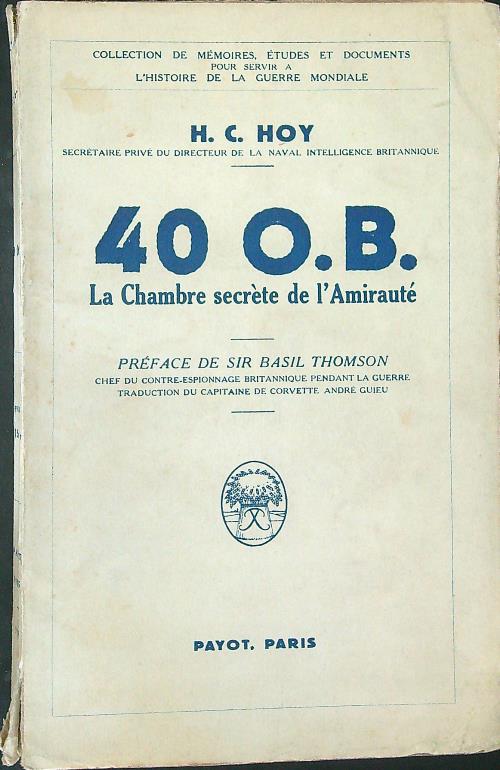 COLLECTION DE MÉMOIRES, ÉTUDES ET DOCUMENTS
POUR SERVIR A
L'HISTOIRE DE LA GUERRE MONDIALE
H. C. HOY
SECRÉTAIRE PRIVÉ DU DIRECTEUR DE LA NAVAL INTELLIGENCE BRITANNIQUE
40 O.B.
La Chambre secrète de l'Amirauté
PRÉFACE DE SIR BASIL THOMSON
CHEF DU CONTRE-ESPIONNAGE BRITANNIQUE PENDANT LA GUERRE
TRADUCTION DU CAPITAINE DE CORVETTE ANDRÉ GUIEU
PAYOT, PARIS